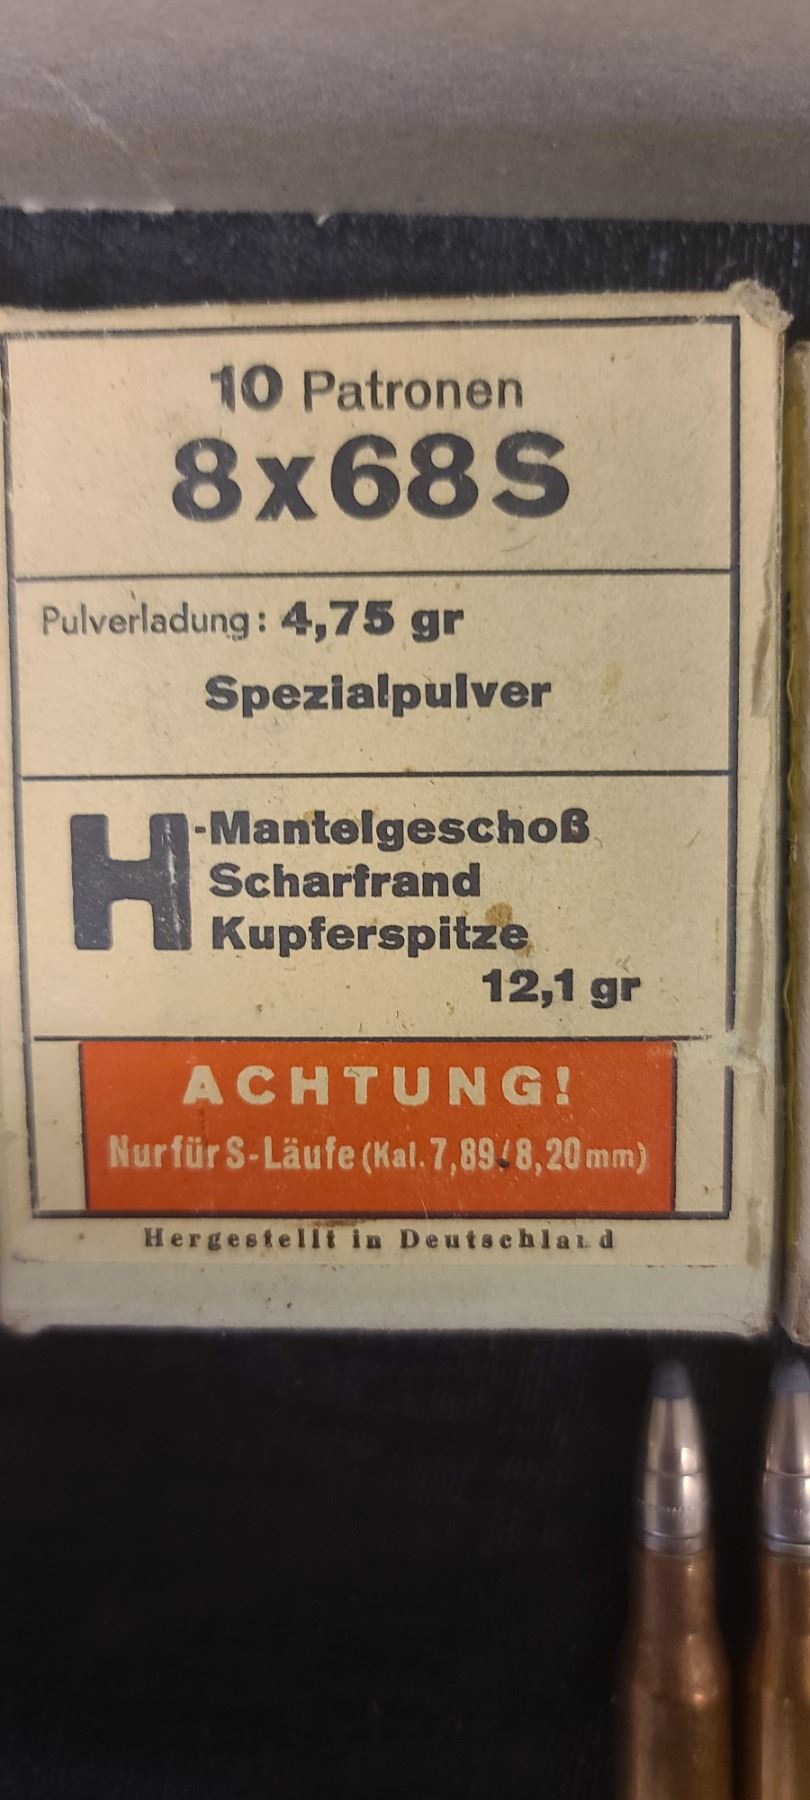 10 Patronen
8x68S
Pulverladung: 4,75 gr
Spezialpulver
H-Mantelgeschoß
Scharfrand
Kupferspitze
12,1 gr
ACHTUNG!
Nur für S-Läufe (Kal. 7,89/8,20 mm)
Hergestellt in Deutschland